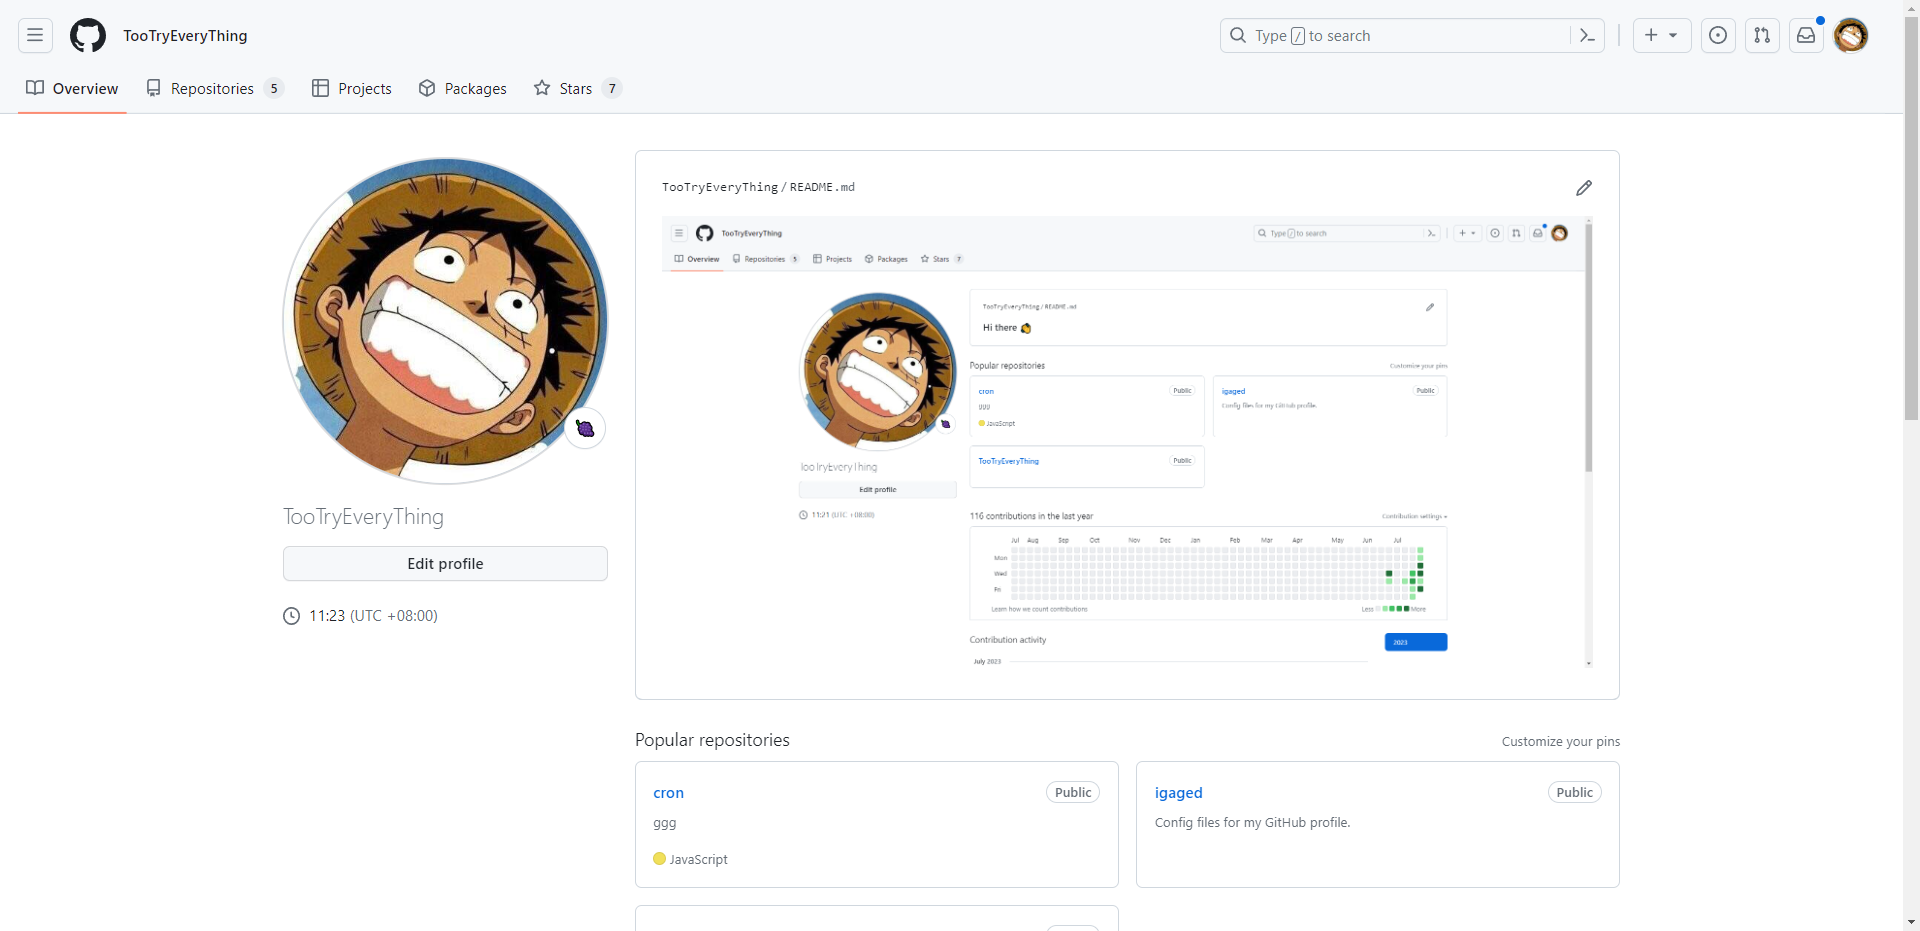 TooTryEveryThing
Type / to search
Overview
Repositories 5
Projects
Packages
Stars 7
TooTryEveryThing
Edit profile
11:23 (UTC +08:00)
TooTryEveryThing / README.md
TooTryEveryThing
Type / to search
Overview
Repositories 5
Projects
Packages
Stars 7
TooTryEveryThing
Edit profile
11:21 (UTC +08:00)
TooTryEveryThing / README.md
Hi there
Popular repositories
Customize your pins
cron
Public
ggg
JavaScript
igaged
Public
Config files for my GitHub profile.
TooTryEveryThing
Public
116 contributions in the last year
Contribution settings
Jul Aug Sep Oct Nov Dec Jan Feb Mar Apr May Jun Jul
Mon
Wed
Fri
Learn how we count contributions
Less More
Contribution activity
2023
July 2023
Popular repositories
Customize your pins
cron
Public
ggg
JavaScript
igaged
Public
Config files for my GitHub profile.